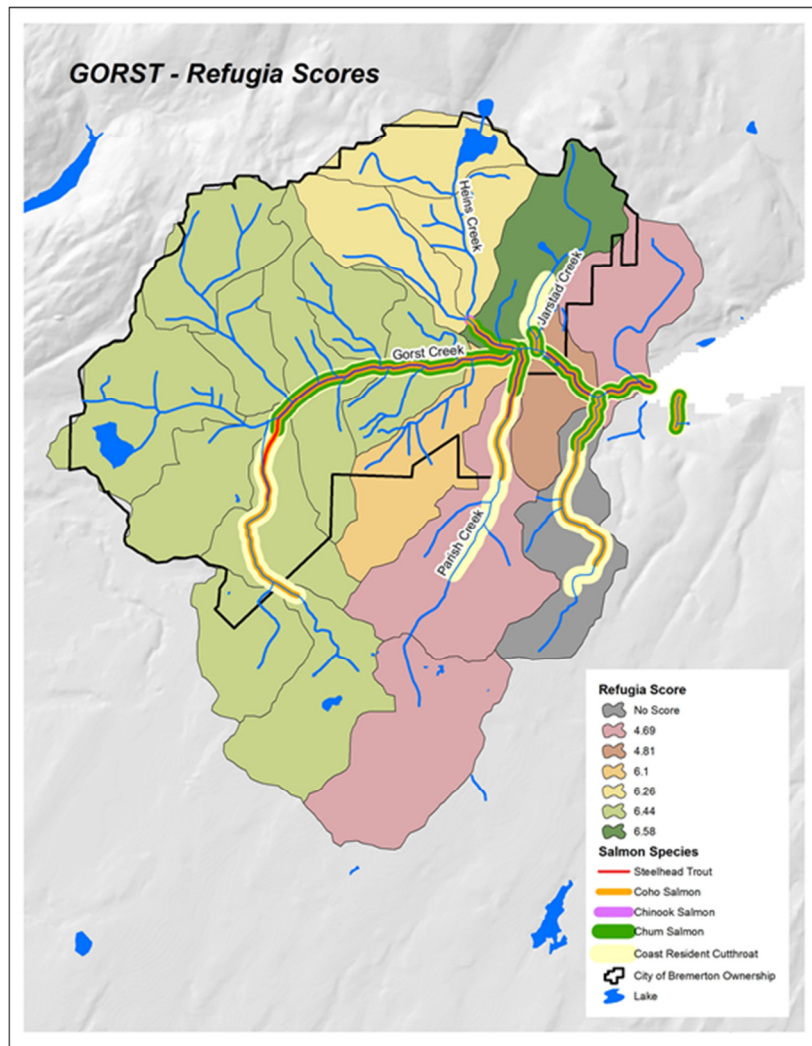 GORST - Refugia Scores
Heins Creek
Jarstad Creek
Gorst Creek
Parish Creek
Refugia Score
No Score
4.69
4.81
6.1
6.26
6.44
6.58
Salmon Species
Steelhead Trout
Coho Salmon
Chinook Salmon
Chum Salmon
Coast Resident Cutthroat
City of Bremerton Ownership
Lake